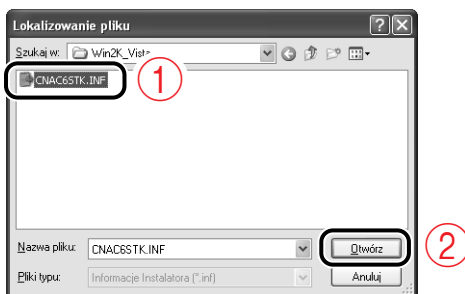 Lokalizowanie pliku
Szukaj w: Win2K_Vista
CNAC6STK.INF
1
Nazwa pliku: CNAC6STK.INF Otwórz
2
Pliki typu: Informacje Instalatora (*.inf) Anuluj